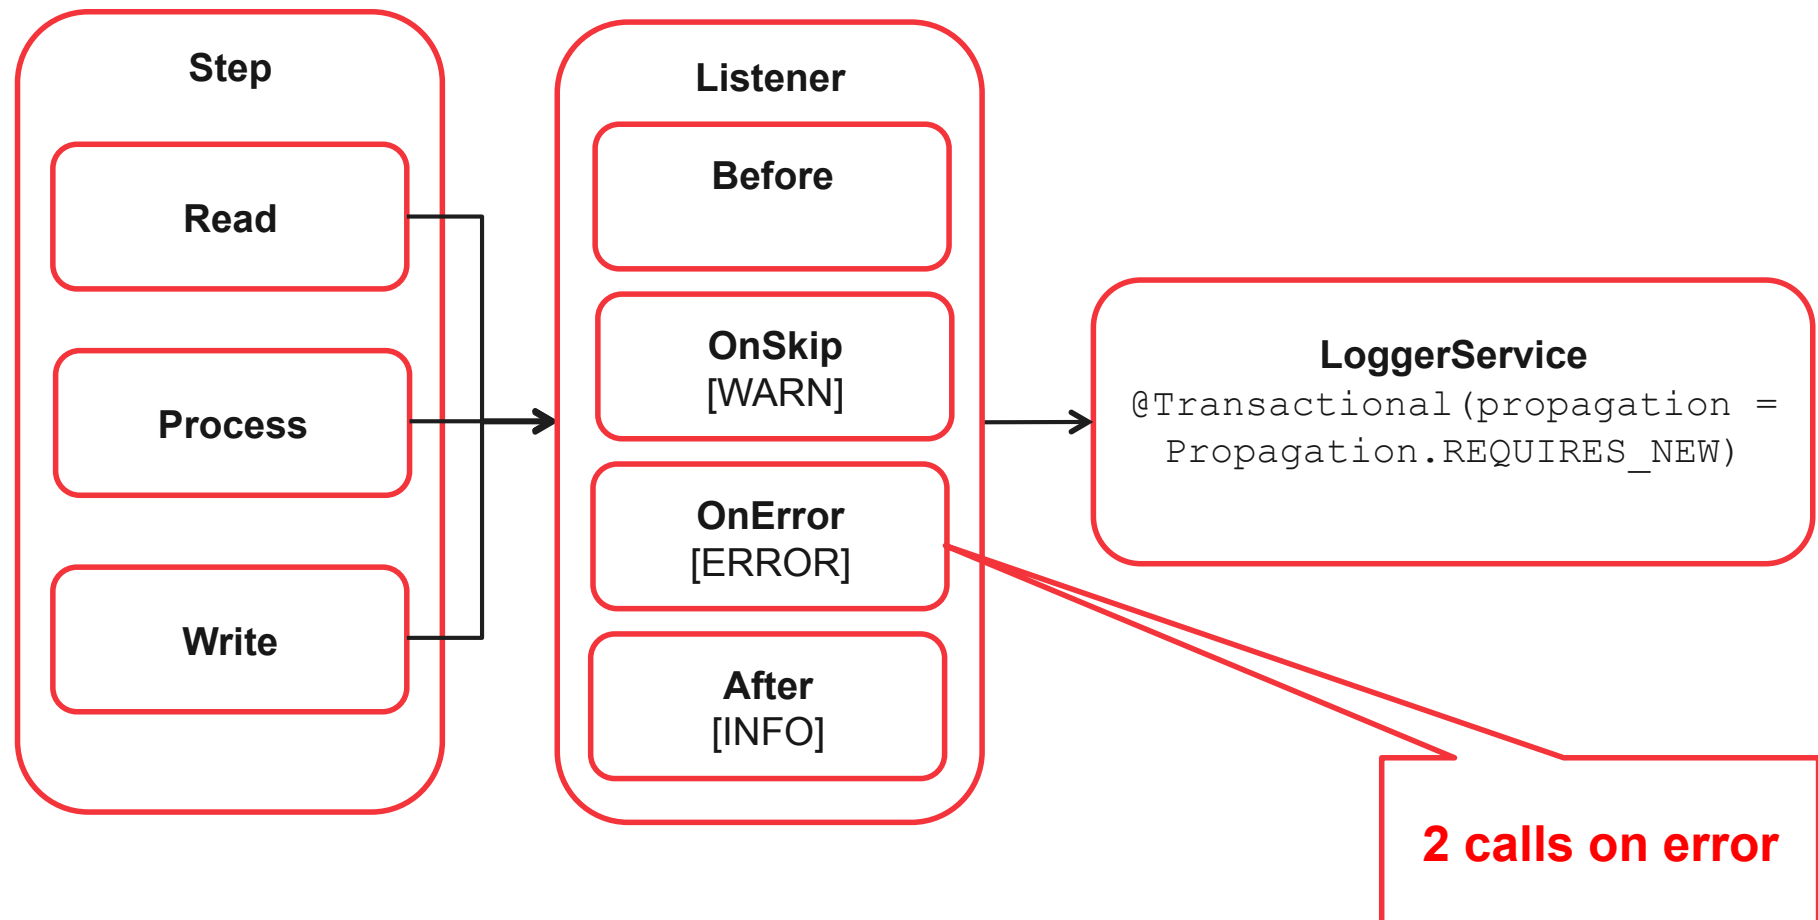 Step
Read
Process
Write
Listener
Before
OnSkip
[WARN]
OnError
[ERROR]
After
[INFO]
LoggerService
@Transactional(propagation =
Propagation.REQUIRES_NEW)
2 calls on error